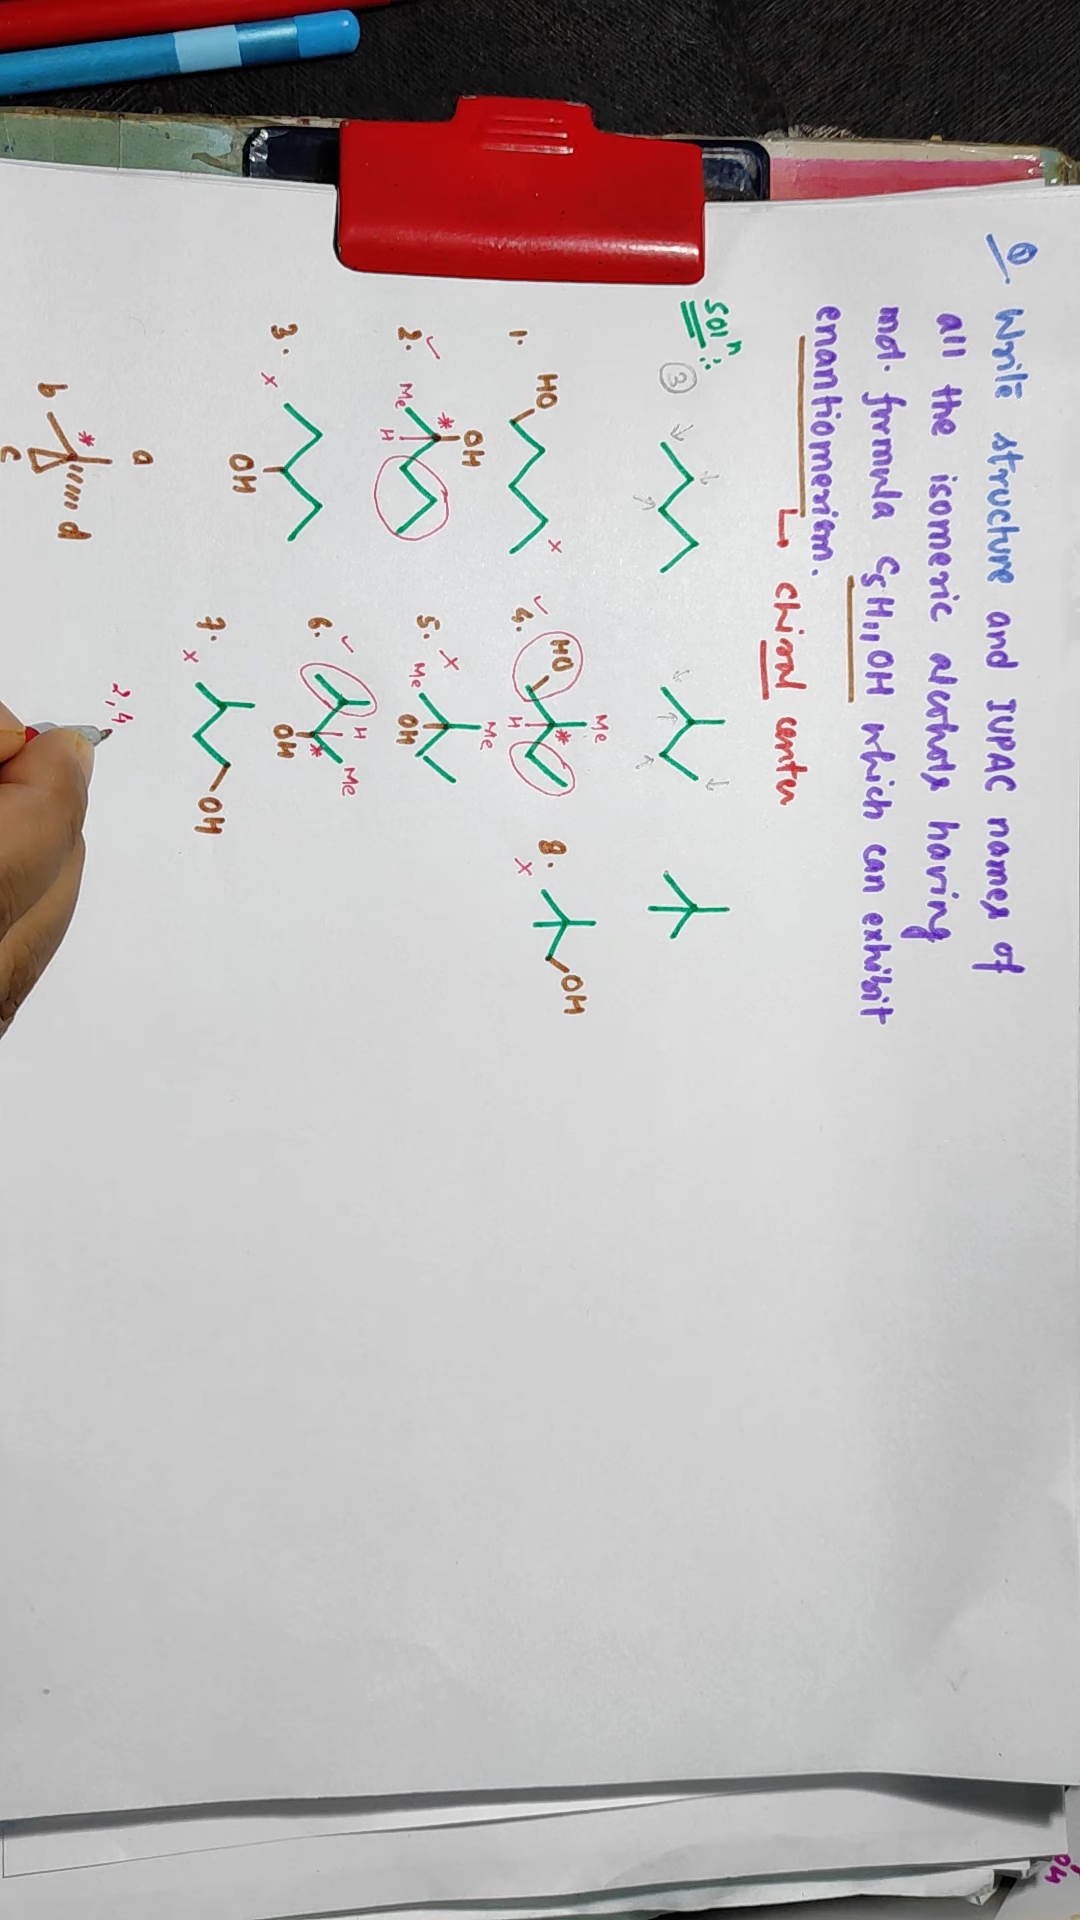 Q. Write structure and IUPAC names of
all the isomeric alcohols having
mol. formula C5H11OH which can exhibit
enantiomerism.
↳ chiral center
Solⁿ:
③
1. HO x
2. ✓ Me * OH H
3. x OH
4. ✓ HO H * Me
5. x Me OH Me
6. ✓ OH * H Me
7. x OH
8. x OH
a b * c d
2,4
04